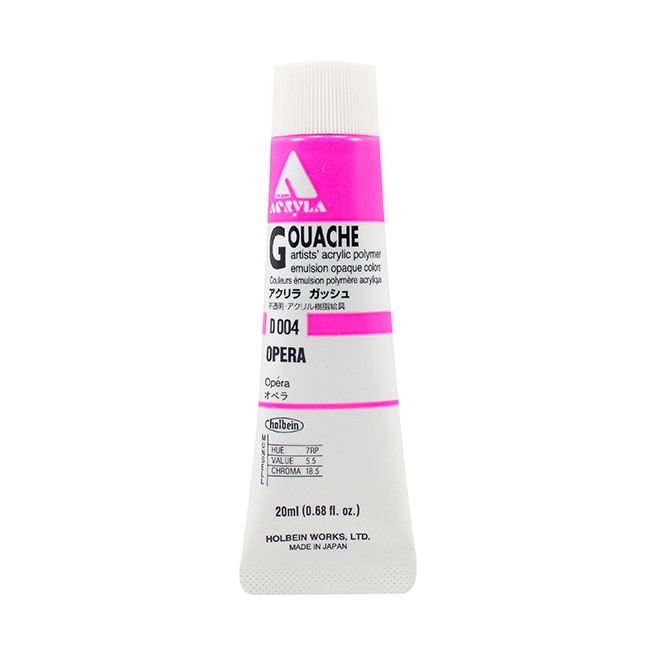 ACRYLA
GOUACHE
artists' acrylic polymer
emulsion opaque colors
Couleurs émulsion polymère acrylique
アクリラ ガッシュ
不透明・アクリル樹脂絵具
D004
OPERA
Opéra
オペラ
holbein
MUNSELL
HUE 7RP
VALUE 5.5
CHROMA 18.5
20ml (0.68 fl. oz.)
HOLBEIN WORKS, LTD.
MADE IN JAPAN